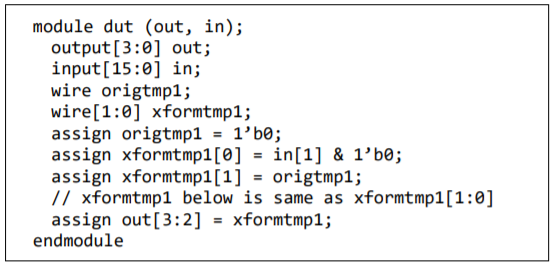 module dut (out, in);
  output[3:0] out;
  input[15:0] in;
  wire origtmp1;
  wire[1:0] xformtmp1;
  assign origtmp1 = 1’b0;
  assign xformtmp1[0] = in[1] & 1’b0;
  assign xformtmp1[1] = origtmp1;
  // xformtmp1 below is same as xformtmp1[1:0]
  assign out[3:2] = xformtmp1;
endmodule